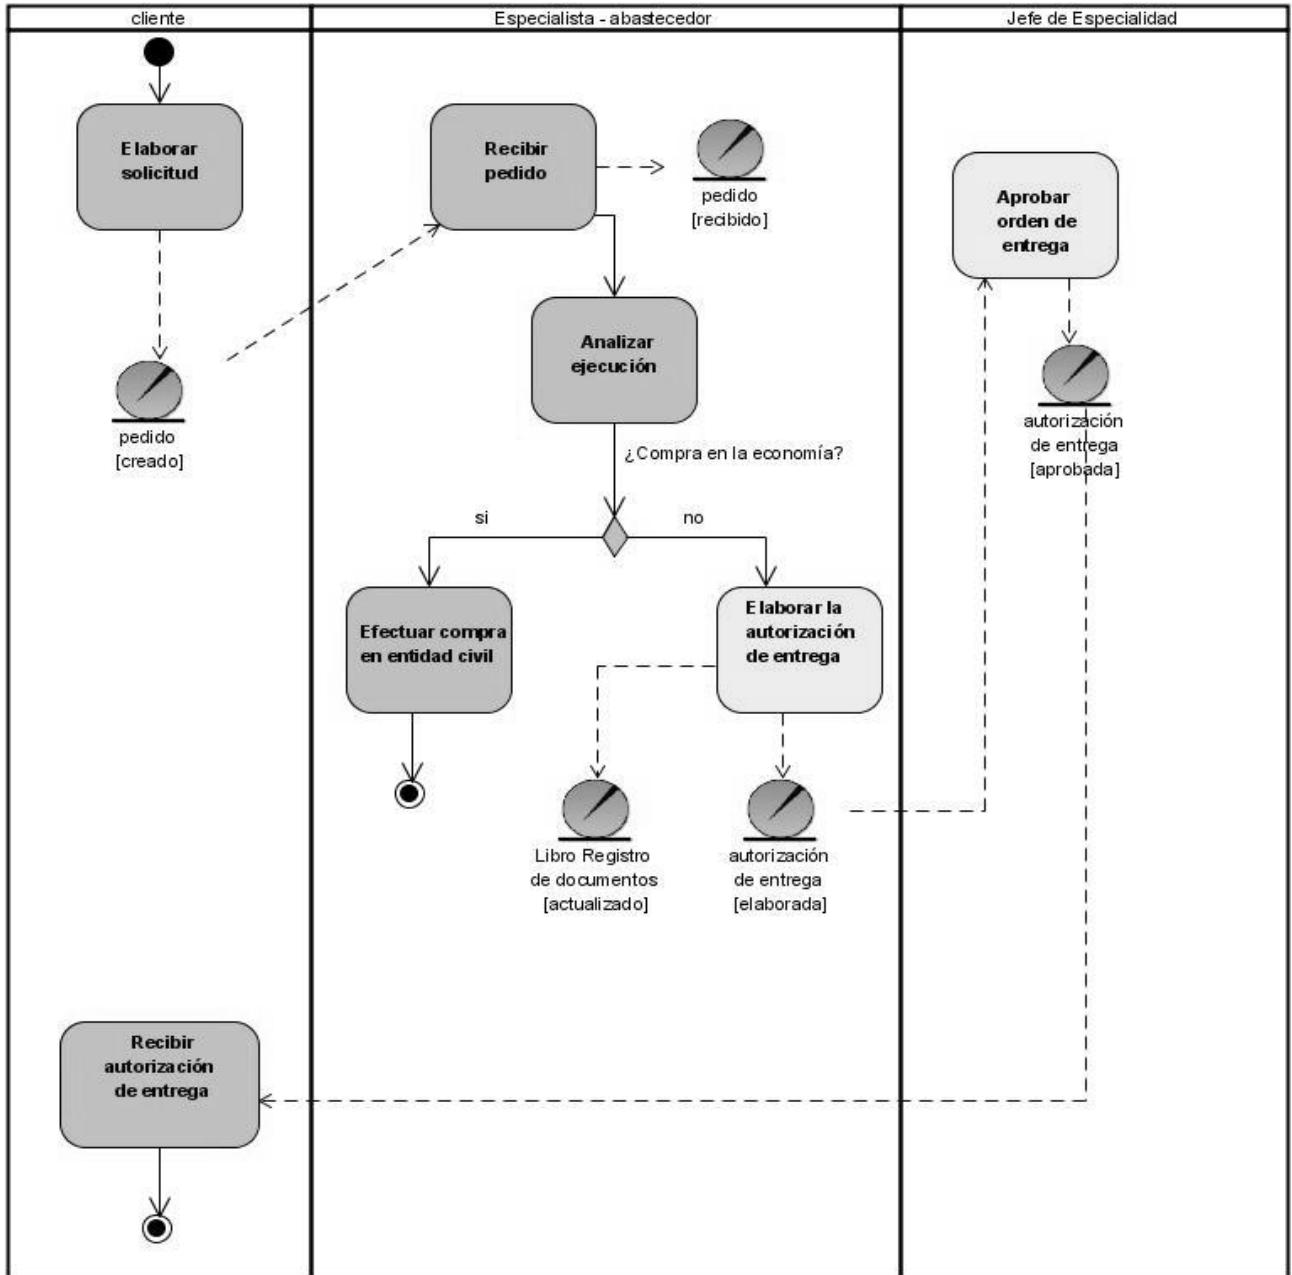 cliente
Especialista - abastecedor
Jefe de Especialidad
Elaborar
solicitud
Recibir
pedido
pedido
[recibido]
Aprobar
orden de
entrega
Analizar
ejecución
pedido
[creado]
autorización
de entrega
[aprobada]
¿Compra en la economía?
si
no
Efectuar compra
en entidad civil
Elaborar la
autorización
de entrega
Libro Registro
de documentos
[actualizado]
autorización
de entrega
[elaborada]
Recibir
autorización
de entrega